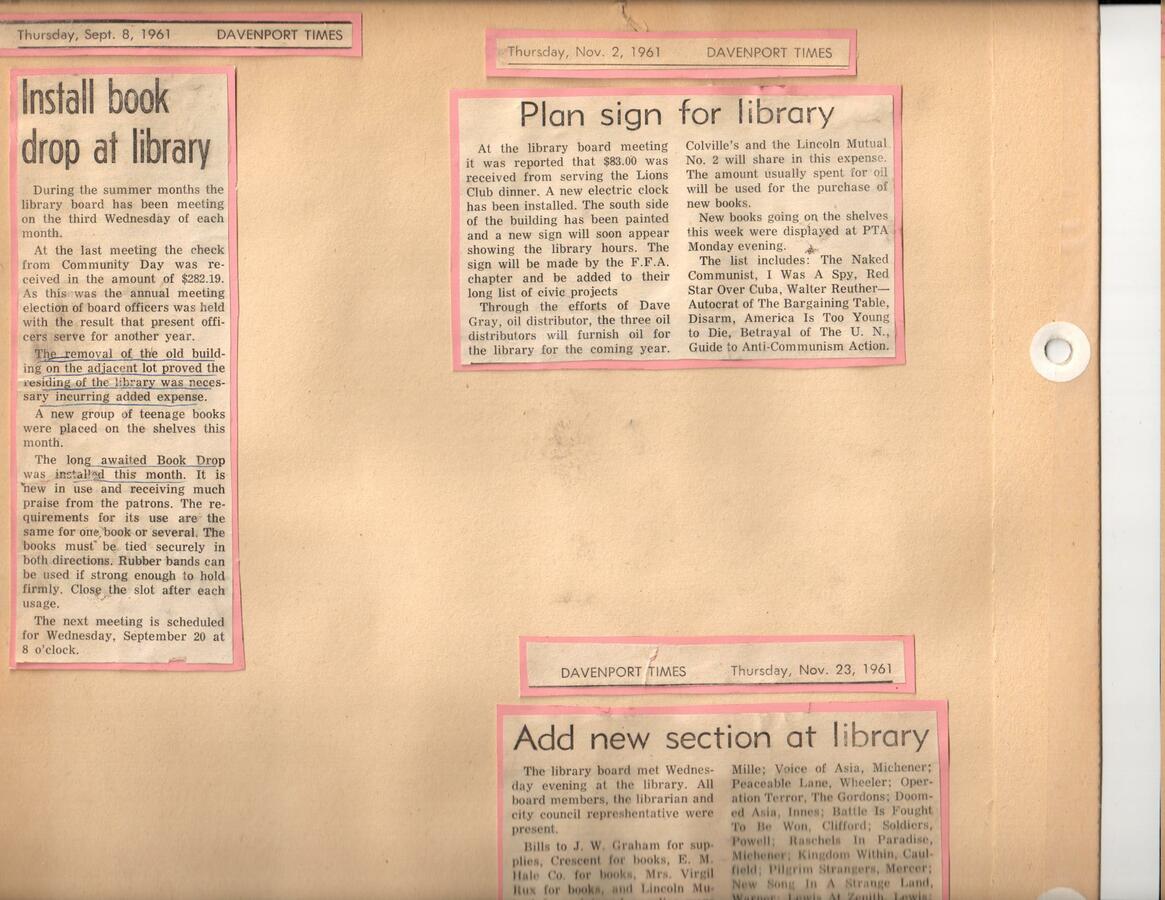 Thursday, Sept. 8, 1961 DAVENPORT TIMES
Install book
drop at library
During the summer months the
library board has been meeting
on the third Wednesday of each
month.
At the last meeting the check
from Community Day was re-
ceived in the amount of $282.19.
As this was the annual meeting
election of board officers was held
with the result that present offi-
cers serve for another year.
The removal of the old build-
ing on the adjacent lot proved the
residing of the library was neces-
sary incurring added expense.
A new group of teenage books
were placed on the shelves this
month.
The long awaited Book Drop
was installed this month. It is
new in use and receiving much
praise from the patrons. The re-
quirements for its use are the
same for one book or several. The
books must be tied securely in
both directions. Rubber bands can
be used if strong enough to hold
firmly. Close the slot after each
usage.
The next meeting is scheduled
for Wednesday, September 20 at
8 o'clock.
Thursday, Nov. 2, 1961 DAVENPORT TIMES
Plan sign for library
At the library board meeting
it was reported that $83.00 was
received from serving the Lions
Club dinner. A new electric clock
has been installed. The south side
of the building has been painted
and a new sign will soon appear
showing the library hours. The
sign will be made by the F.F.A.
chapter and be added to their
long list of civic projects
Through the efforts of Dave
Gray, oil distributor, the three oil
distributors will furnish oil for
the library for the coming year.
Colville's and the Lincoln Mutual
No. 2 will share in this expense.
The amount usually spent for oil
will be used for the purchase of
new books.
New books going on the shelves
this week were displayed at PTA
Monday evening.
The list includes: The Naked
Communist, I Was A Spy, Red
Star Over Cuba, Walter Reuther—
Autocrat of The Bargaining Table,
Disarm, America Is Too Young
to Die, Betrayal of The U. N.,
Guide to Anti-Communism Action.
DAVENPORT TIMES Thursday, Nov. 23, 1961
Add new section at library
The library board met Wednes-
day evening at the library. All
board members, the librarian and
city council represhentative were
present.
Bills to J. W. Graham for sup-
plies, Crescent for books, E. M.
Hale Co. for books, Mrs. Virgil
Rux for books, and Lincoln Mu-
Mille; Voice of Asia, Michener;
Peaceable Lane, Wheeler; Oper-
ation Terror, The Gordons; Doom-
ed Asia, Innes; Battle Is Fought
To Be Won, Clifford; Soldiers,
Powell; Raschels In Paradise,
Michener; Kingdom Within, Caul-
field; Pilgrim Strangers, Mercer;
New Song In A Strange Land,
Warner; Lewis At Zenith, Lewis;